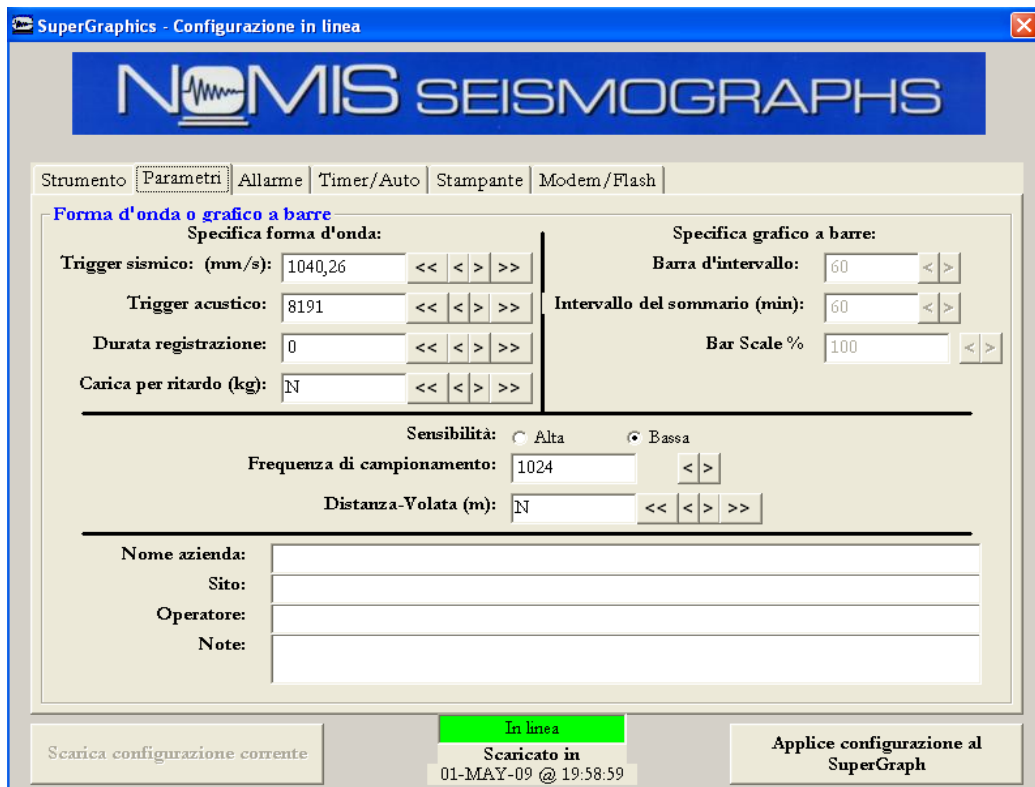 SuperGraphics - Configurazione in linea
NOMIS SEISMOGRAPHS
Strumento Parametri Allarme Timer/Auto Stampante Modem/Flash
Forma d'onda o grafico a barre
Specifica forma d'onda:
Trigger sismico: (mm/s): 1040,26 << < > >>
Trigger acustico: 8191 << < > >>
Durata registrazione: 0 << < > >>
Carica per ritardo (kg): N << < > >>
Specifica grafico a barre:
Barra d'intervallo: 60 < >
Intervallo del sommario (min): 60 < >
Bar Scale % 100 < >
Sensibilità: Alta Bassa
Frequenza di campionamento: 1024 < >
Distanza-Volata (m): N << < > >>
Nome azienda:
Sito:
Operatore:
Note:
Scarica configurazione corrente
In linea
Scaricato in
01-MAY-09 @ 19:58:59
Applice configurazione al
SuperGraph